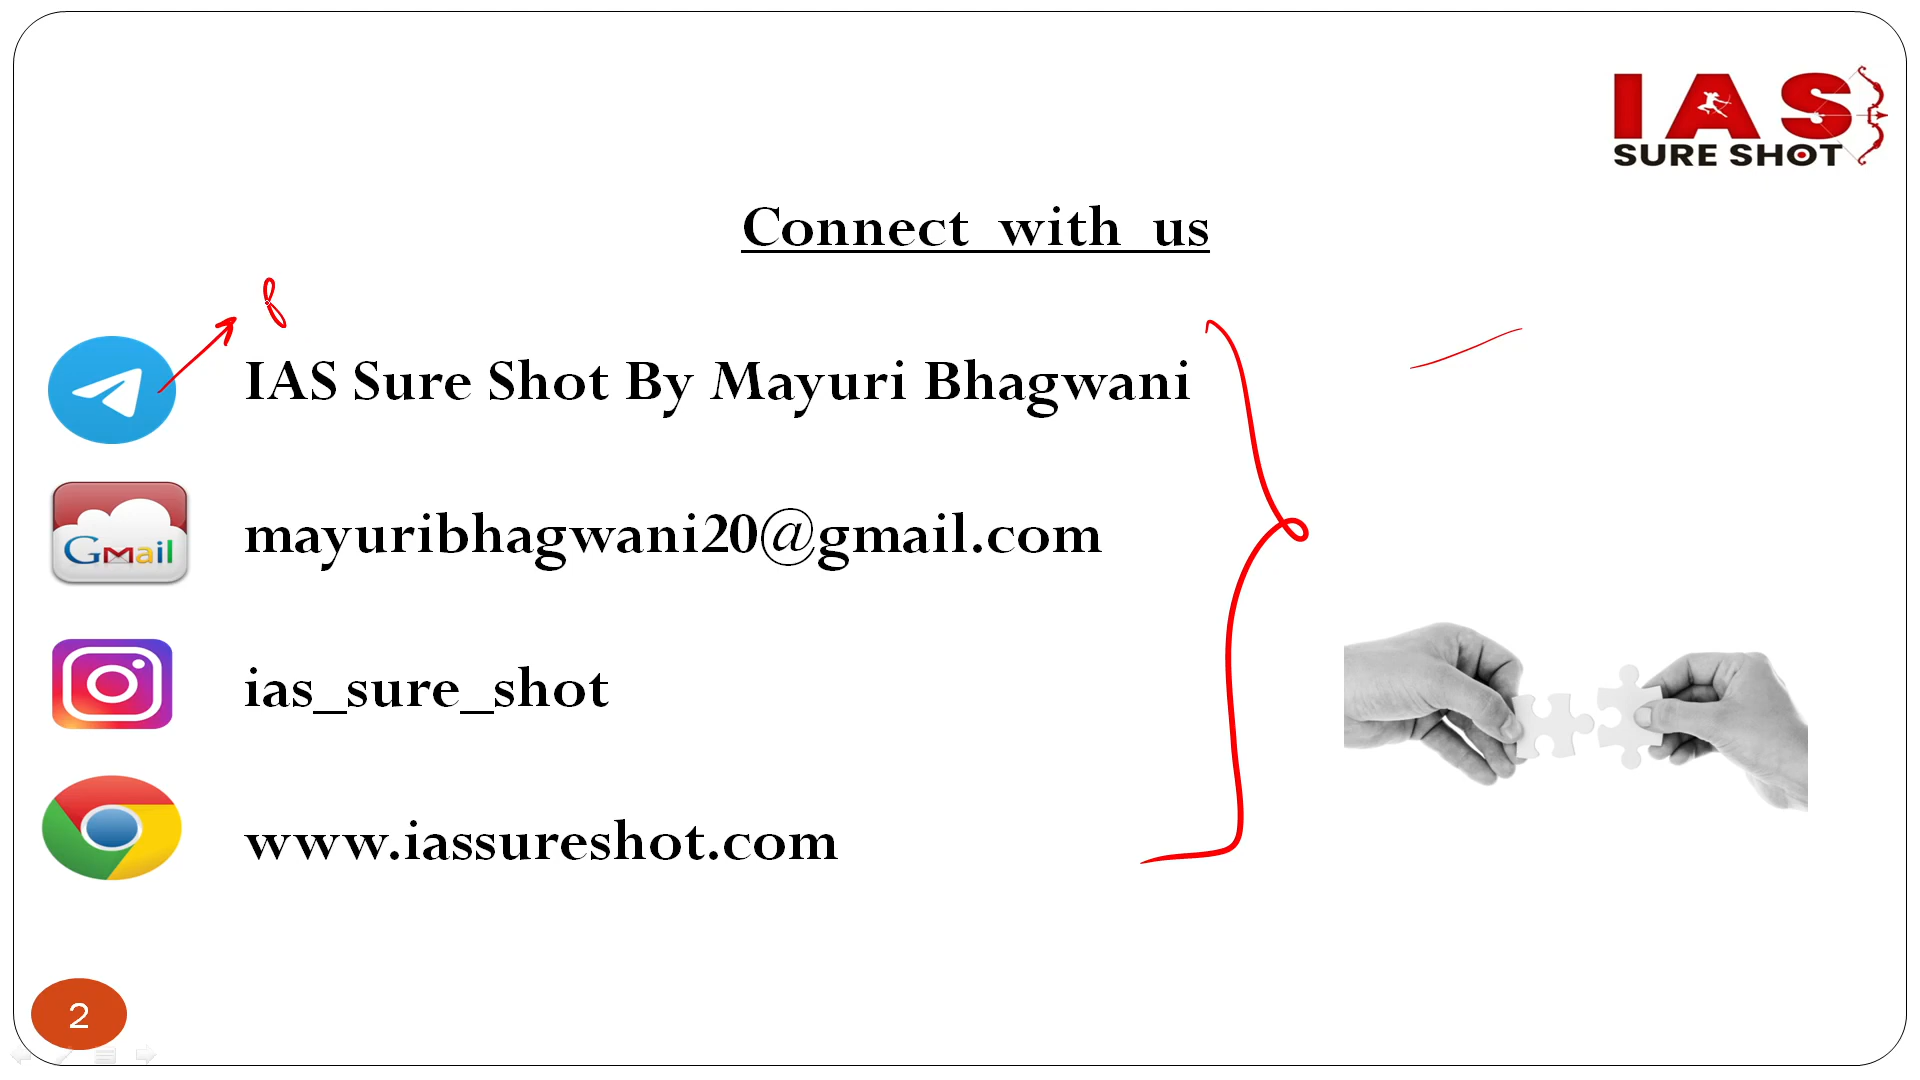 IAS
SURE SHOT
Connect with us
IAS Sure Shot By Mayuri Bhagwani
Gmail
mayuribhagwani20@gmail.com
ias_sure_shot
www.iassureshot.com
2